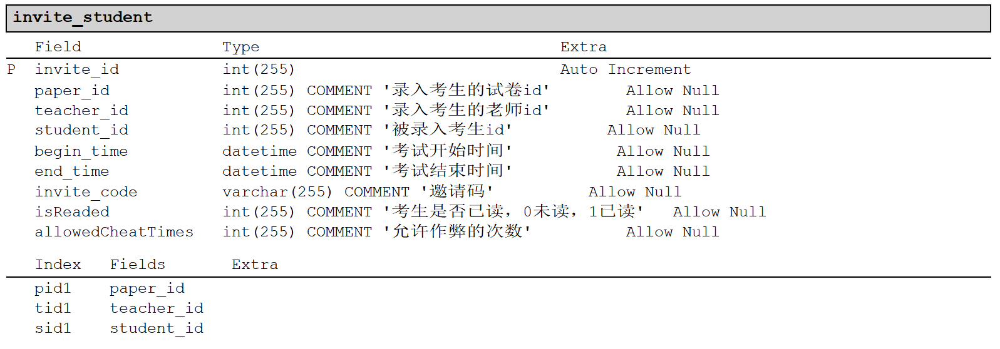 invite_student
Field Type Extra
P invite_id int(255) Auto Increment
paper_id int(255) COMMENT '录入考生的试卷id' Allow Null
teacher_id int(255) COMMENT '录入考生的老师id' Allow Null
student_id int(255) COMMENT '被录入考生id' Allow Null
begin_time datetime COMMENT '考试开始时间' Allow Null
end_time datetime COMMENT '考试结束时间' Allow Null
invite_code varchar(255) COMMENT '邀请码' Allow Null
isReaded int(255) COMMENT '考生是否已读，0未读，1已读' Allow Null
allowedCheatTimes int(255) COMMENT '允许作弊的次数' Allow Null
Index Fields Extra
pid1 paper_id
tid1 teacher_id
sid1 student_id